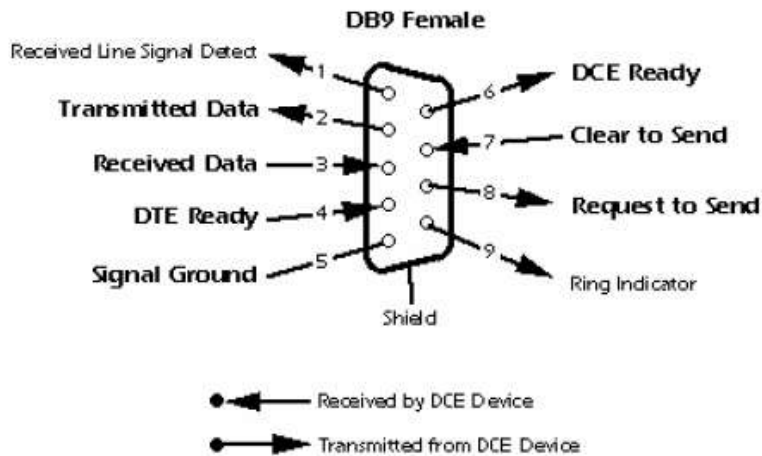 DB9 Female
Received Line Signal Detect
1
6
DCE Ready
Transmitted Data
2
7
Clear to Send
Received Data
3
8
Request to Send
DTE Ready
4
9
Ring Indicator
Signal Ground
5
Shield
Received by DCE Device
Transmitted from DCE Device